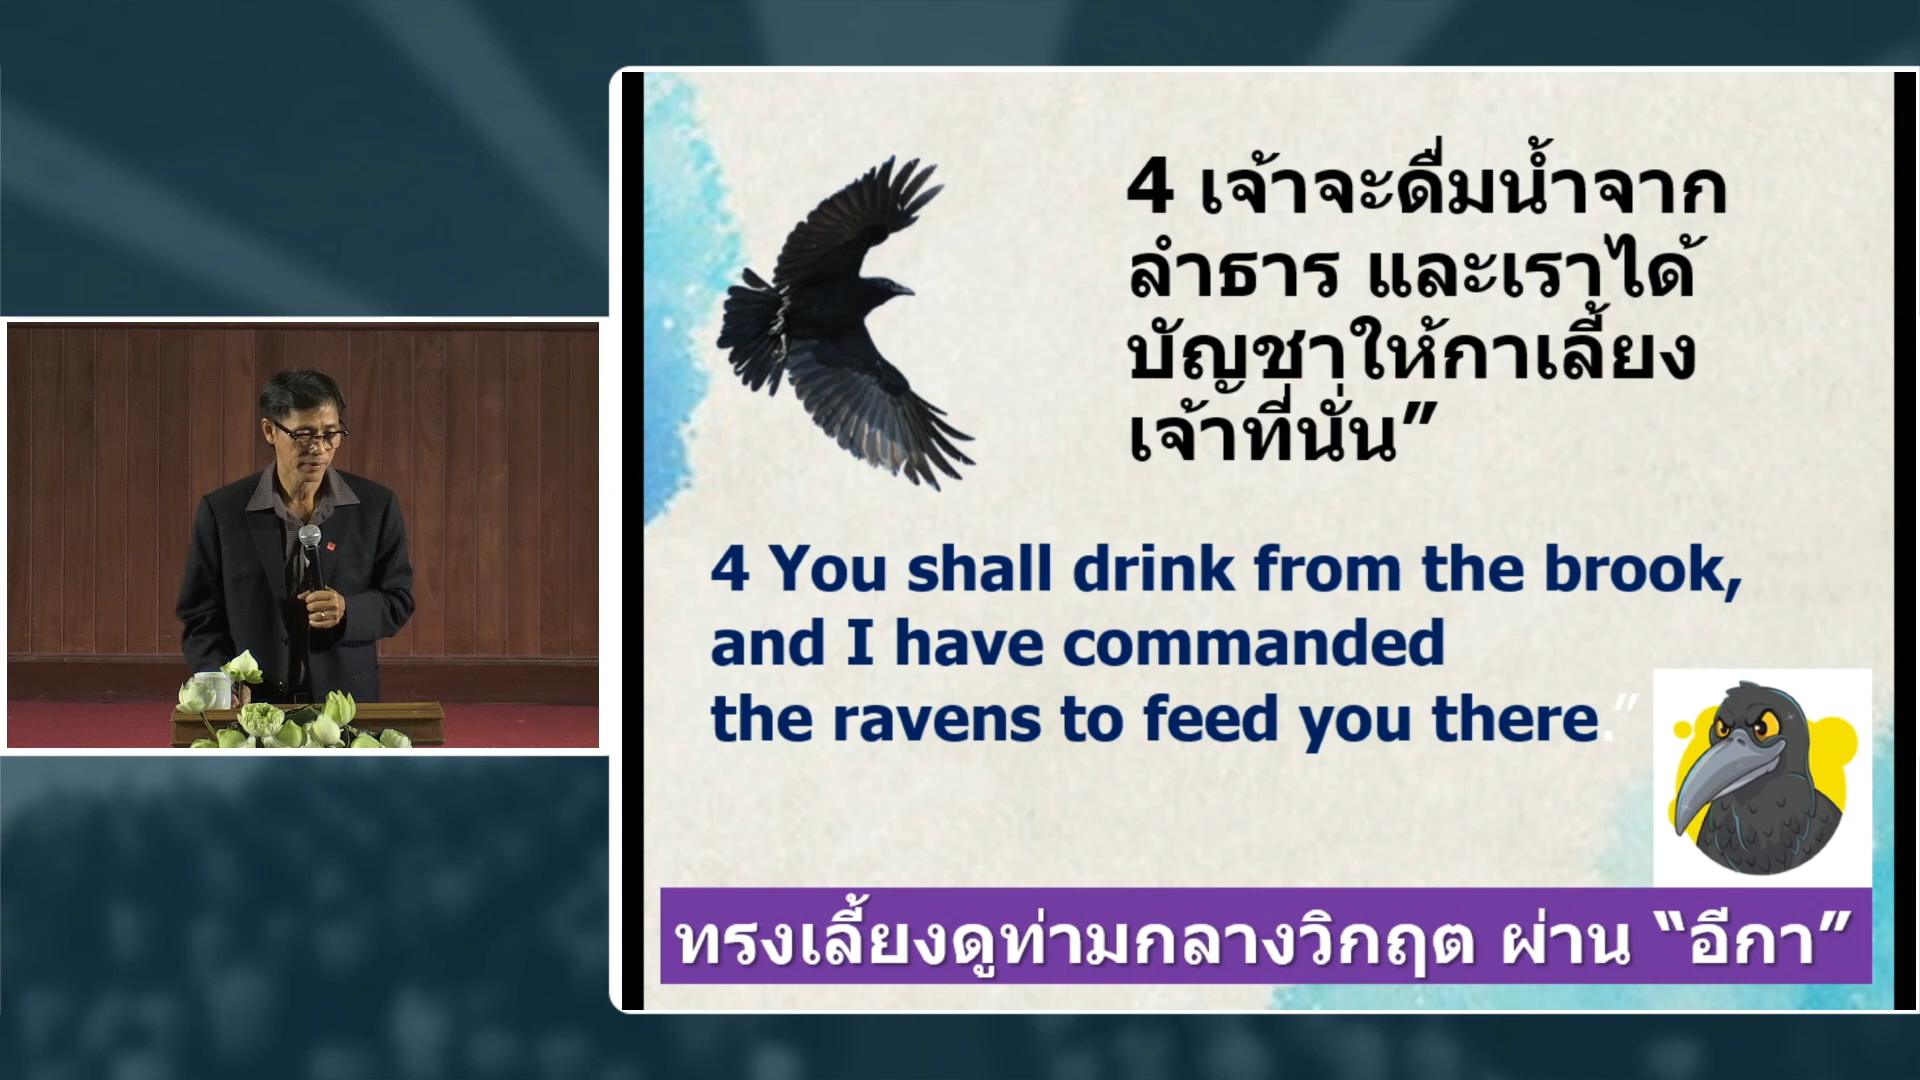 4 เจ้าจะดื่มน้ำจาก
ลำธาร และเราได้
บัญชาให้กาเลี้ยง
เจ้าที่นั่น”
4 You shall drink from the brook,
and I have commanded
the ravens to feed you there.”
ทรงเลี้ยงดูท่ามกลางวิกฤต ผ่าน “อีกา”